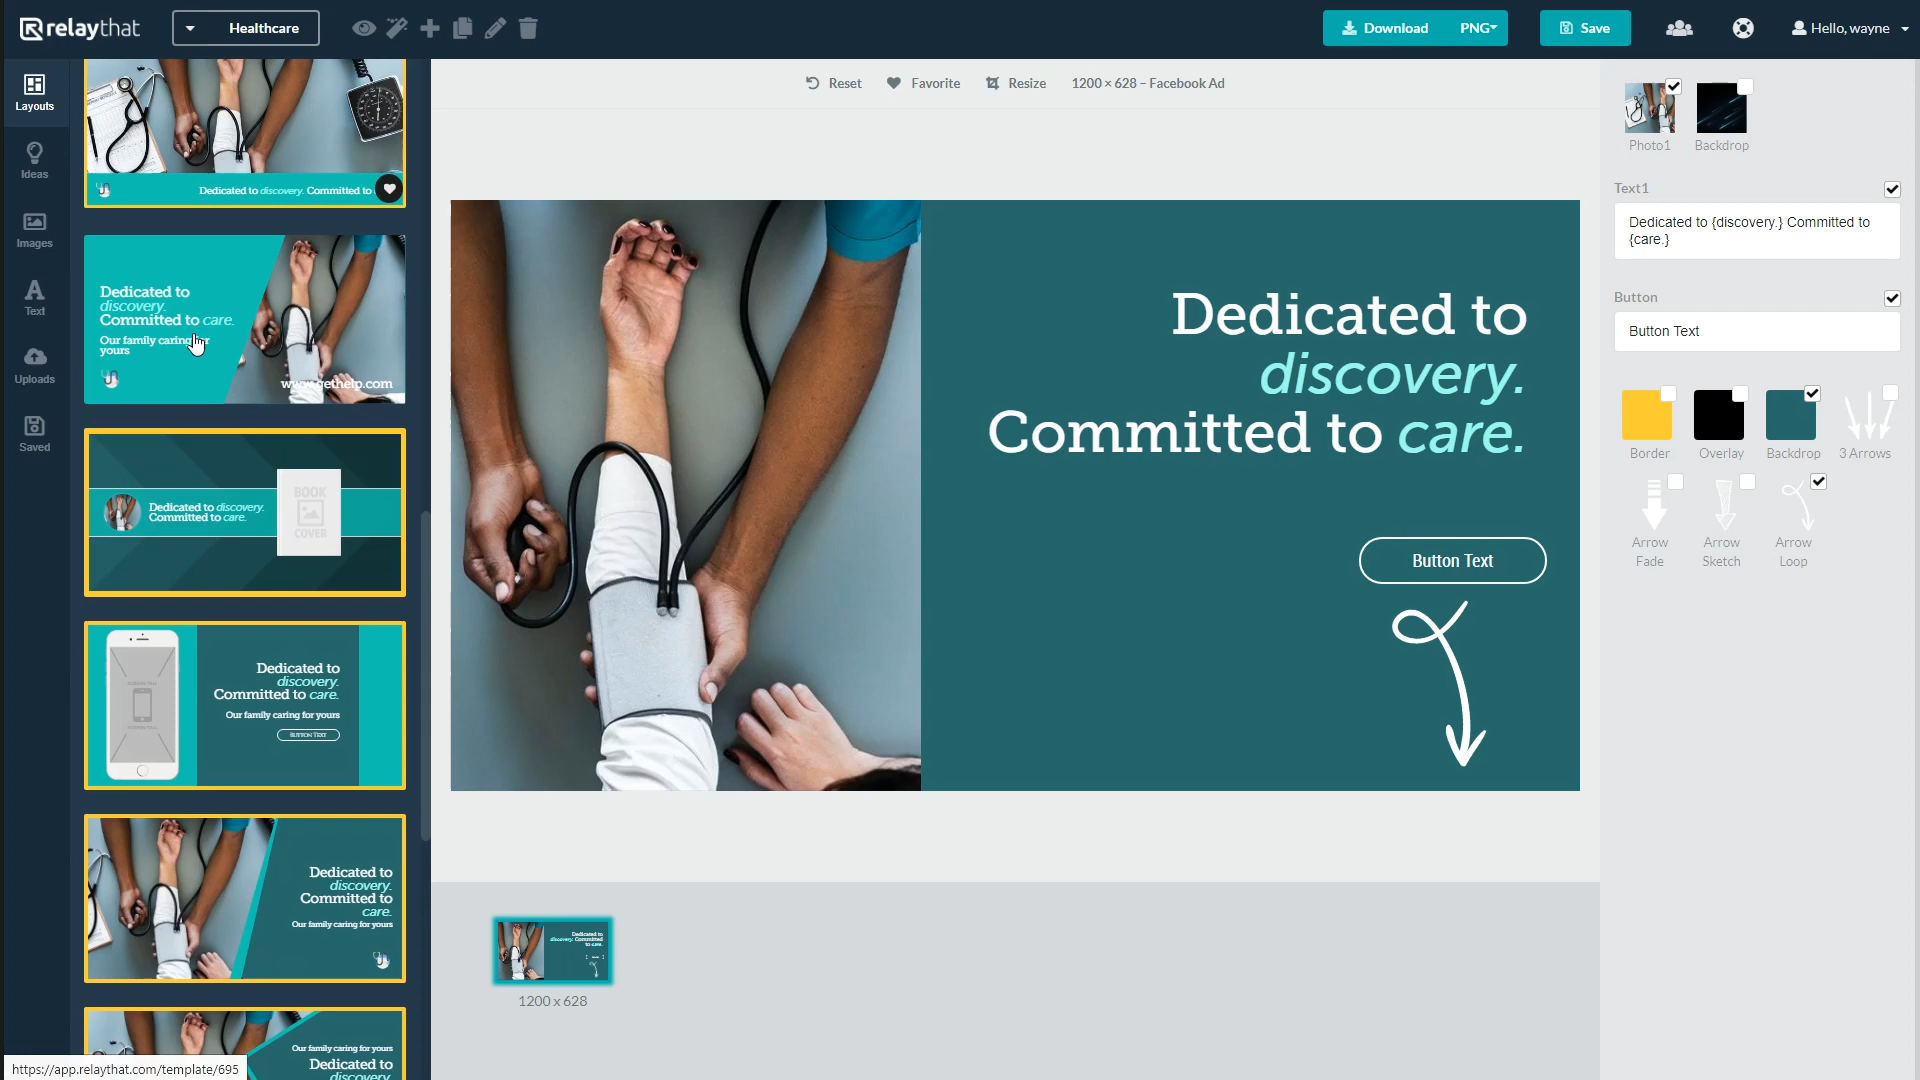 relaythat
Healthcare
Download
PNG
Save
Hello, wayne
Layouts
Ideas
Images
Text
Uploads
Saved
Dedicated to discovery. Committed to
Dedicated to
discovery.
Committed to care.
Our family caring for
yours
www.gethelp.com
Dedicated to discovery.
Committed to care.
BOOK
COVER
Dedicated to
discovery.
Committed to care.
Our family caring for yours
BUTTON TEXT
Dedicated to
discovery.
Committed to
care.
Our family caring for yours
Our family caring for yours
Dedicated to
discovery.
https://app.relaythat.com/template/695
Reset
Favorite
Resize
1200 × 628 – Facebook Ad
Dedicated to
discovery.
Committed to care.
Button Text
Dedicated to
discovery. Committed
to care.
1200 x 628
Photo1
Backdrop
Text1
Dedicated to {discovery.} Committed to
{care.}
Button
Button Text
Border
Overlay
Backdrop
3 Arrows
Arrow
Fade
Arrow
Sketch
Arrow
Loop